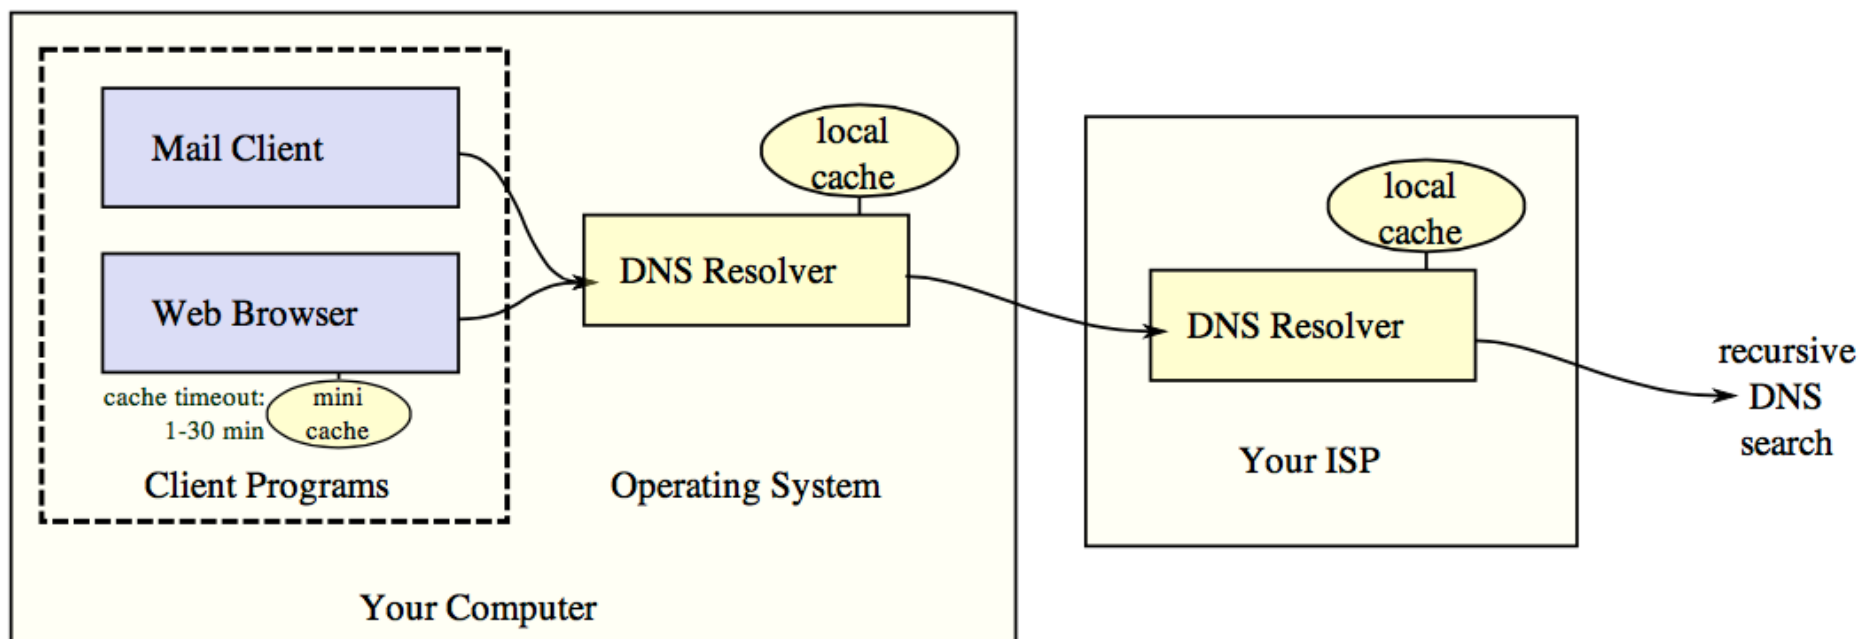 Mail Client
Web Browser
cache timeout:
1-30 min
mini
cache
Client Programs
local
cache
DNS Resolver
Operating System
Your Computer
local
cache
DNS Resolver
Your ISP
recursive
DNS
search